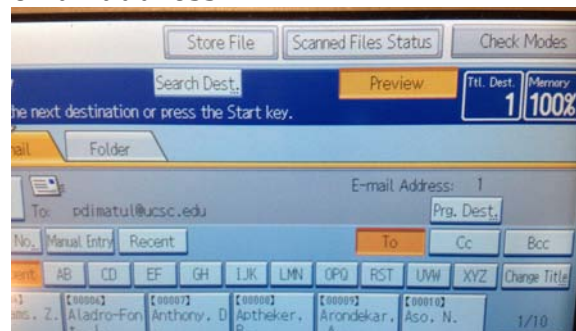 Store File Scanned Files Status Check Modes
Search Dest. Preview Ttl. Dest. Memory
the next destination or press the Start key. 1 100%
Folder
E-mail Address: 1
To: pdimatul@ucsc.edu Prg. Dest.
No. Manual Entry Recent To Cc Bcc
AB CD EF GH IJK LMN OPQ RST UVW XYZ Change Title
[00006] [00007] [00008] [00009] [00010]
Z. Aladro-Fon Anthony, D Aptheker, Arondekar, Aso, N.
1/10